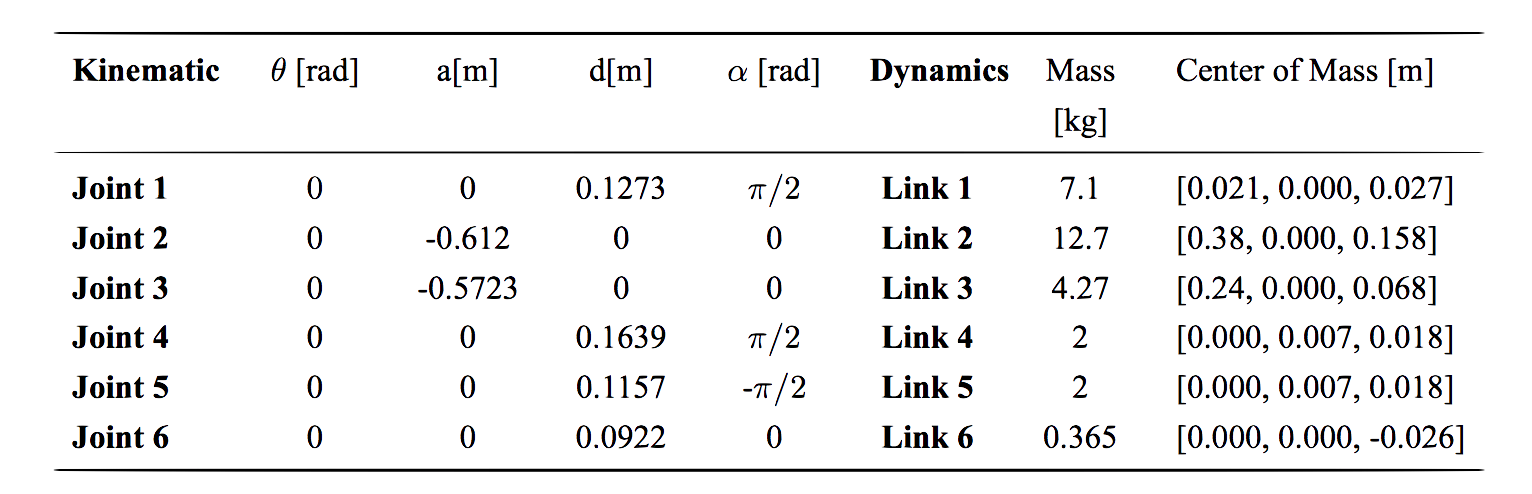 Kinematic θ [rad] a[m] d[m] α [rad] Dynamics Mass Center of Mass [m]
[kg]
Joint 1 0 0 0.1273 π/2 Link 1 7.1 [0.021, 0.000, 0.027]
Joint 2 0 -0.612 0 0 Link 2 12.7 [0.38, 0.000, 0.158]
Joint 3 0 -0.5723 0 0 Link 3 4.27 [0.24, 0.000, 0.068]
Joint 4 0 0 0.1639 π/2 Link 4 2 [0.000, 0.007, 0.018]
Joint 5 0 0 0.1157 -π/2 Link 5 2 [0.000, 0.007, 0.018]
Joint 6 0 0 0.0922 0 Link 6 0.365 [0.000, 0.000, -0.026]